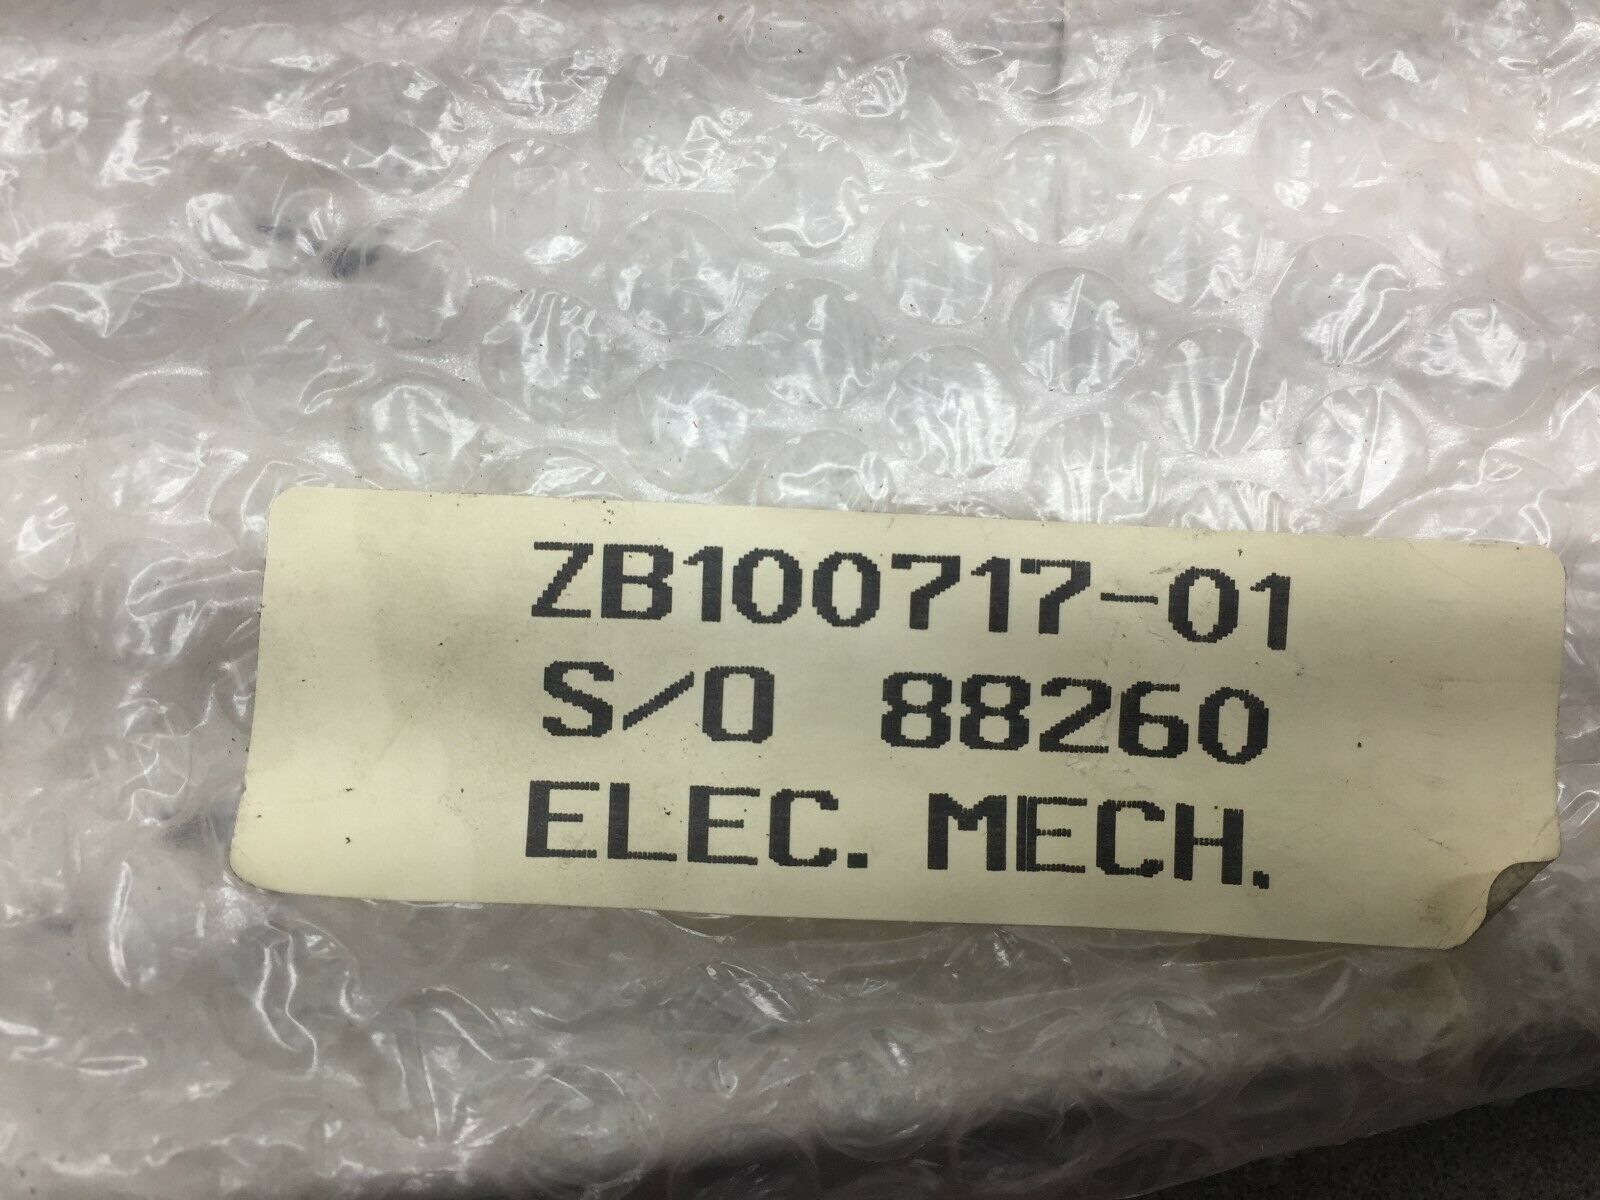 ZB100717-01
S/O 88260
ELEC. MECH.